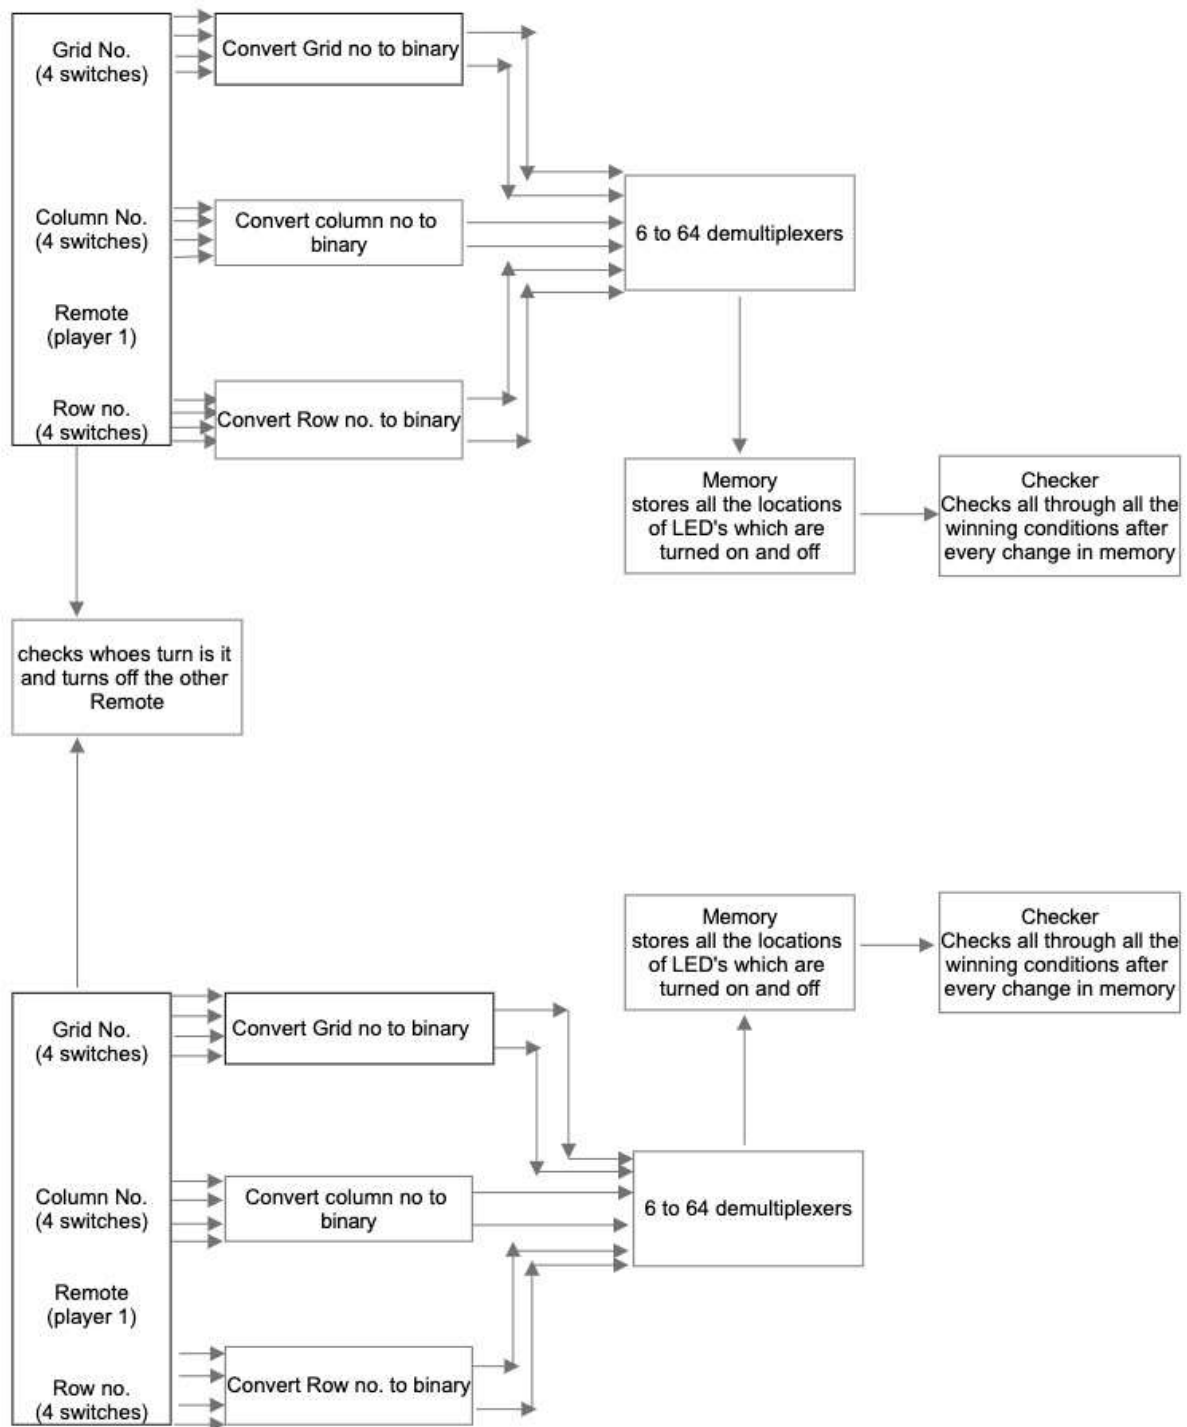 Grid No.
(4 switches)
Convert Grid no to binary
Column No.
(4 switches)
Convert column no to
binary
6 to 64 demultiplexers
Remote
(player 1)
Row no.
(4 switches)
Convert Row no. to binary
Memory
stores all the locations
of LED's which are
turned on and off
Checker
Checks all through all the
winning conditions after
every change in memory
checks whoes turn is it
and turns off the other
Remote
Memory
stores all the locations
of LED's which are
turned on and off
Checker
Checks all through all the
winning conditions after
every change in memory
Grid No.
(4 switches)
Convert Grid no to binary
Column No.
(4 switches)
Convert column no to
binary
6 to 64 demultiplexers
Remote
(player 1)
Row no.
(4 switches)
Convert Row no. to binary